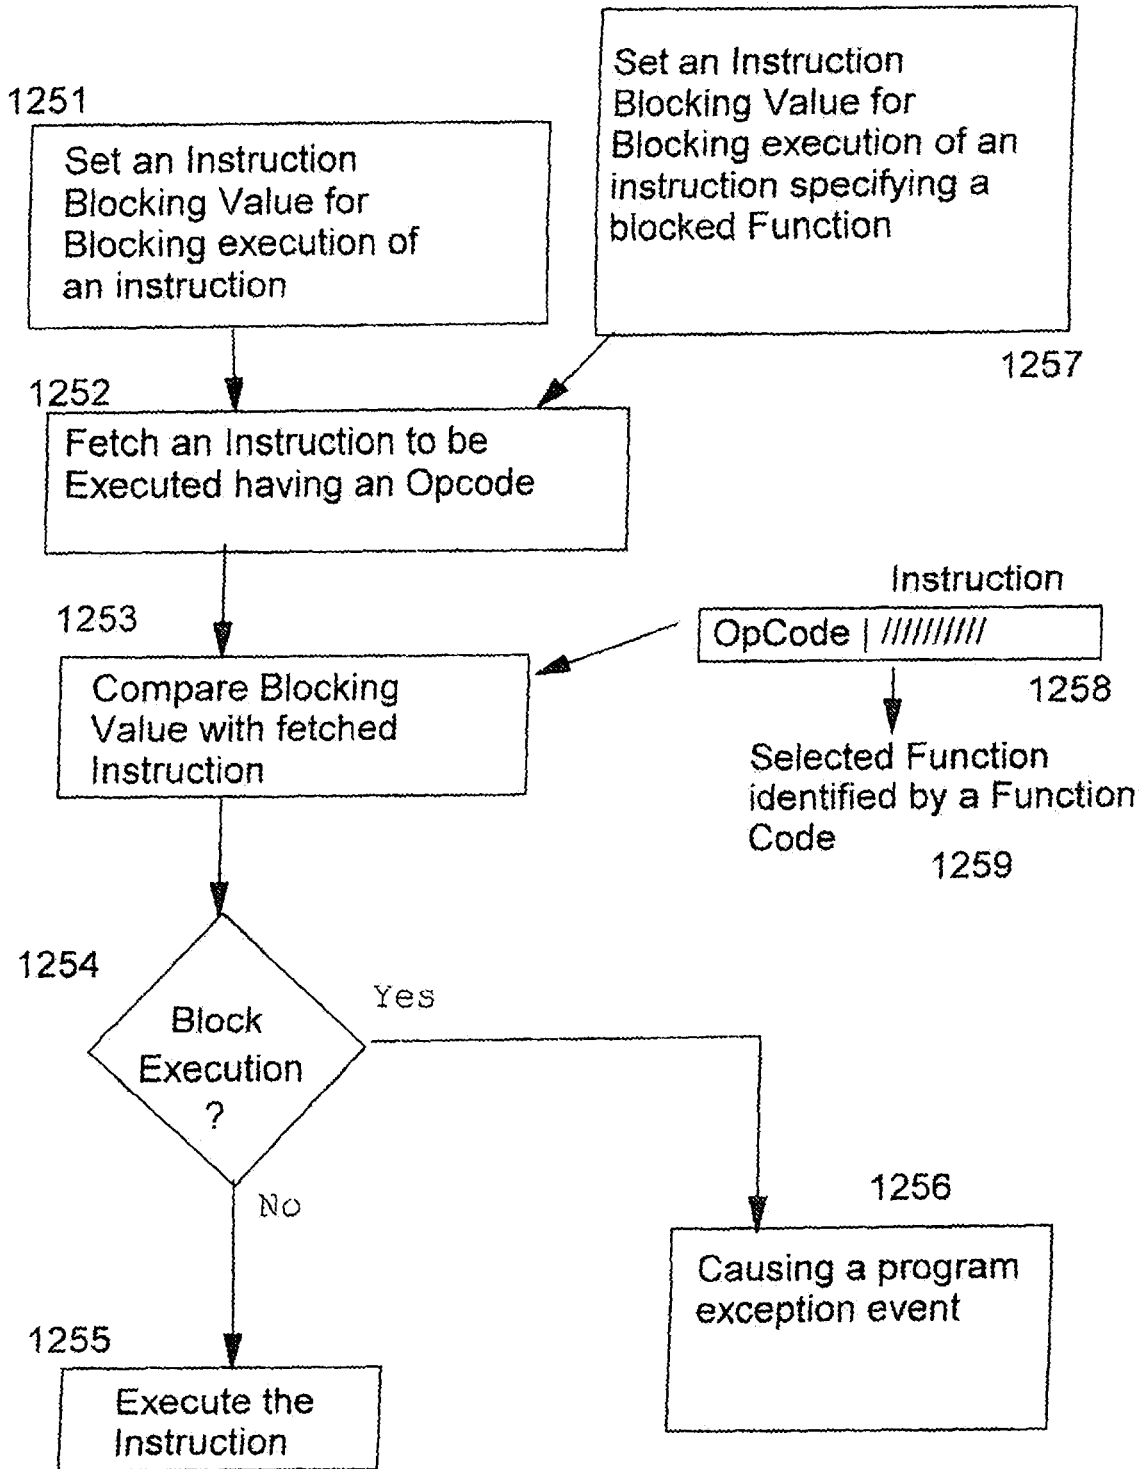 1251
Set an Instruction
Blocking Value for
Blocking execution of
an instruction
Set an Instruction
Blocking Value for
Blocking execution of an
instruction specifying a
blocked Function
1257
1252
Fetch an Instruction to be
Executed having an Opcode
1253
Compare Blocking
Value with fetched
Instruction
Instruction
OpCode | //////////
1258
Selected Function
identified by a Function
Code
1259
1254
Block
Execution
?
Yes
No
1256
Causing a program
exception event
1255
Execute the
Instruction